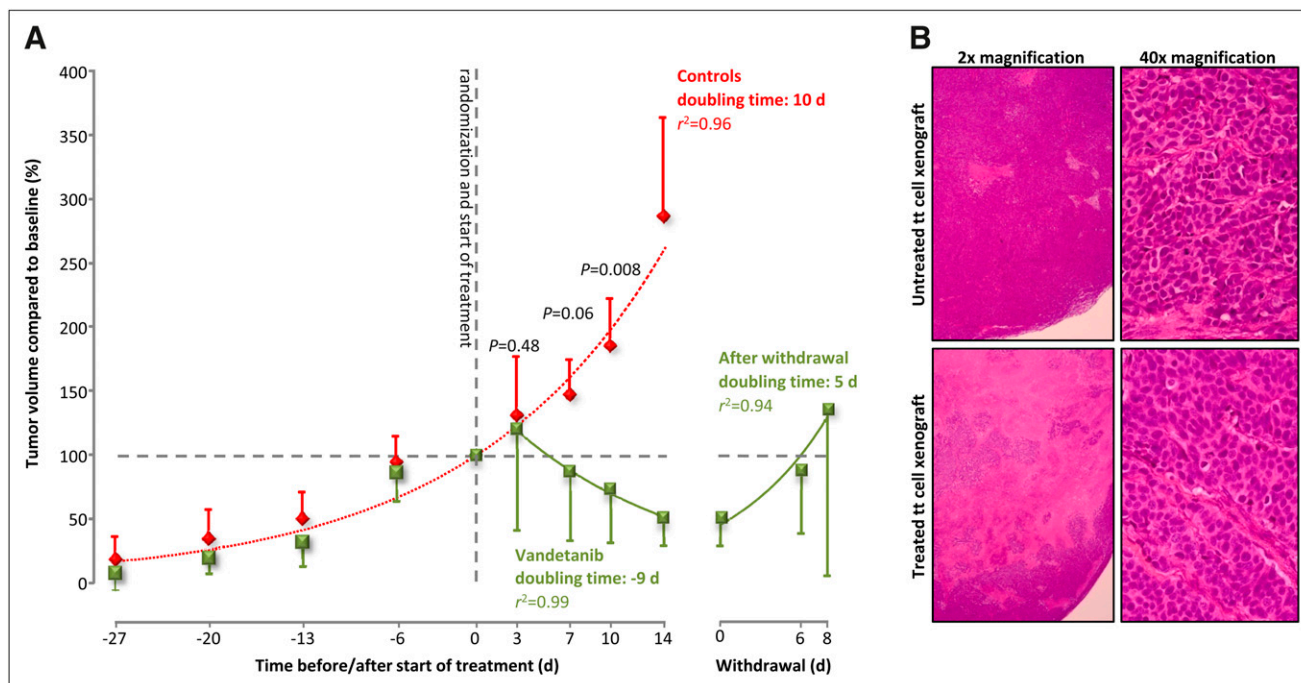 A
400
350
300
250
200
150
100
50
0
Tumor volume compared to baseline (%)
randomization and start of treatment
Controls
doubling time: 10 d
r²=0.96
P=0.48
P=0.06
P=0.008
Vandetanib
doubling time: -9 d
r²=0.99
After withdrawal
doubling time: 5 d
r²=0.94
-27 -20 -13 -6 0 3 7 10 14
Time before/after start of treatment (d)
0 6 8
Withdrawal (d)
B
2x magnification 40x magnification
Untreated tt cell xenograft
Treated tt cell xenograft